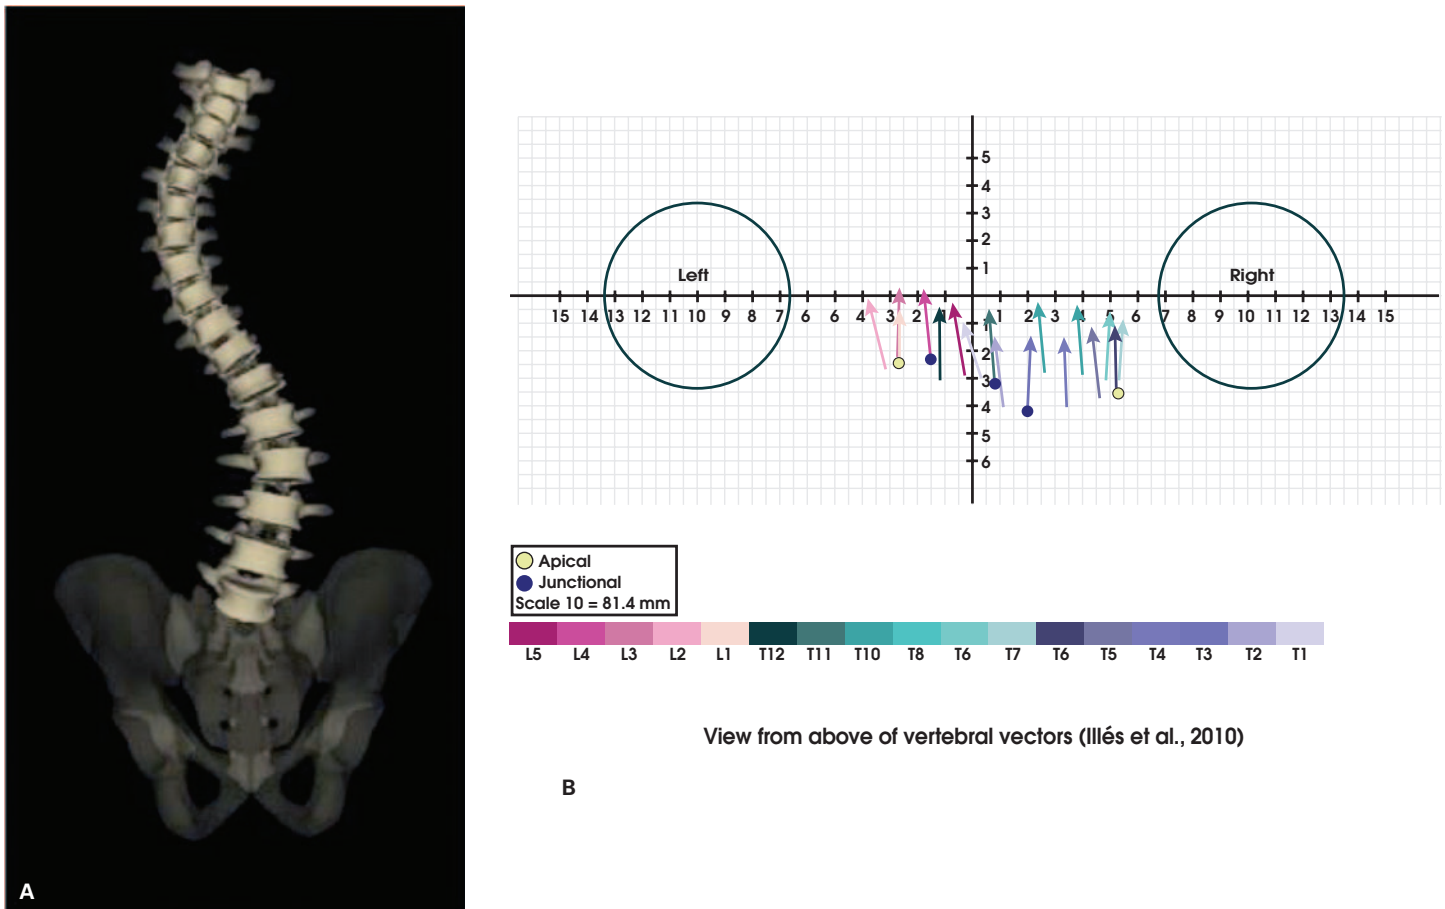 5
4
3
2
1
Left
Right
15 14 13 12 11 10 9 8 7 6 6 4 3 2 1 1 2 3 4 5 6 7 8 9 10 11 12 13 14 15
1
2
3
4
5
6
Apical
Junctional
Scale 10 = 81.4 mm
L5 L4 L3 L2 L1 T12 T11 T10 T8 T6 T7 T6 T5 T4 T3 T2 T1
View from above of vertebral vectors (Illés et al., 2010)
A
B